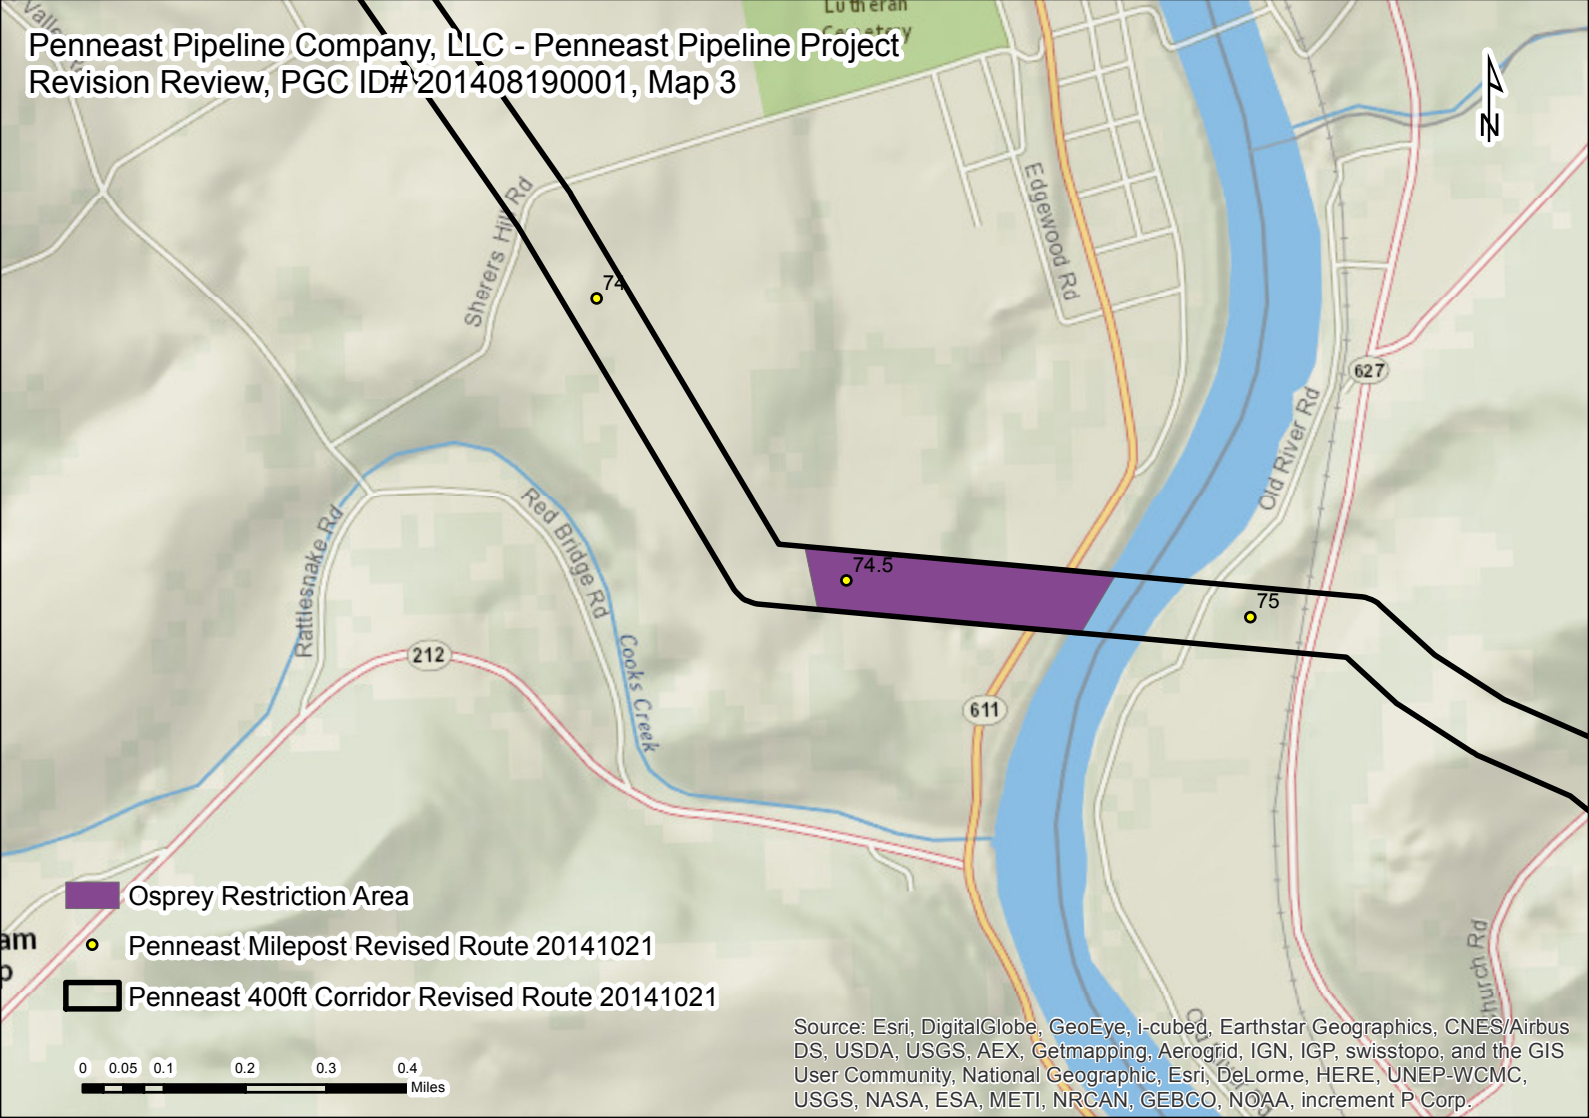 Penneast Pipeline Company, LLC - Penneast Pipeline Project
Revision Review, PGC ID# 201408190001, Map 3
Lutheran
N
Edgewood Rd
Sherers Hill Rd
74
627
Old River Rd
Red Bridge Rd
Rattlesnake Rd
74.5
75
212
Cooks Creek
611
Osprey Restriction Area
Penneast Milepost Revised Route 20141021
Penneast 400ft Corridor Revised Route 20141021
am
p
hurch Rd
0 0.05 0.1 0.2 0.3 0.4
Miles
Source: Esri, DigitalGlobe, GeoEye, i-cubed, Earthstar Geographics, CNES/Airbus
DS, USDA, USGS, AEX, Getmapping, Aerogrid, IGN, IGP, swisstopo, and the GIS
User Community, National Geographic, Esri, DeLorme, HERE, UNEP-WCMC,
USGS, NASA, ESA, METI, NRCAN, GEBCO, NOAA, increment P Corp.